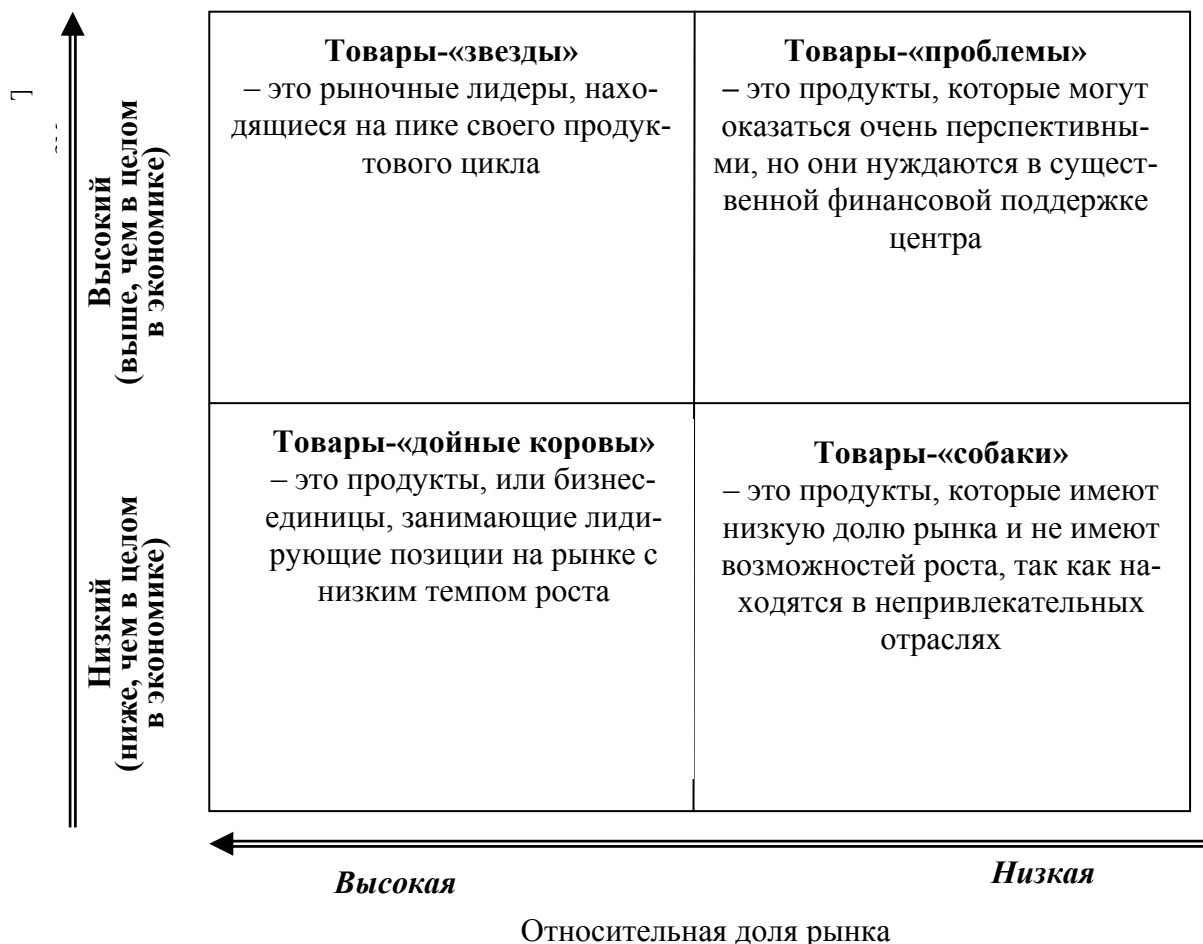 Товары-«звезды»
– это рыночные лидеры, нахо-
дящиеся на пике своего продук-
тового цикла
Товары-«проблемы»
– это продукты, которые могут
оказаться очень перспективны-
ми, но они нуждаются в сущест-
венной финансовой поддержке
центра
Высокий
(выше, чем в целом
в экономике)
Товары-«дойные коровы»
– это продукты, или бизнес-
единицы, занимающие лиди-
рующие позиции на рынке с
низким темпом роста
Товары-«собаки»
– это продукты, которые имеют
низкую долю рынка и не имеют
возможностей роста, так как на-
ходятся в непривлекательных
отраслях
Низкий
(ниже, чем в целом
в экономике)
Высокая
Низкая
Относительная доля рынка